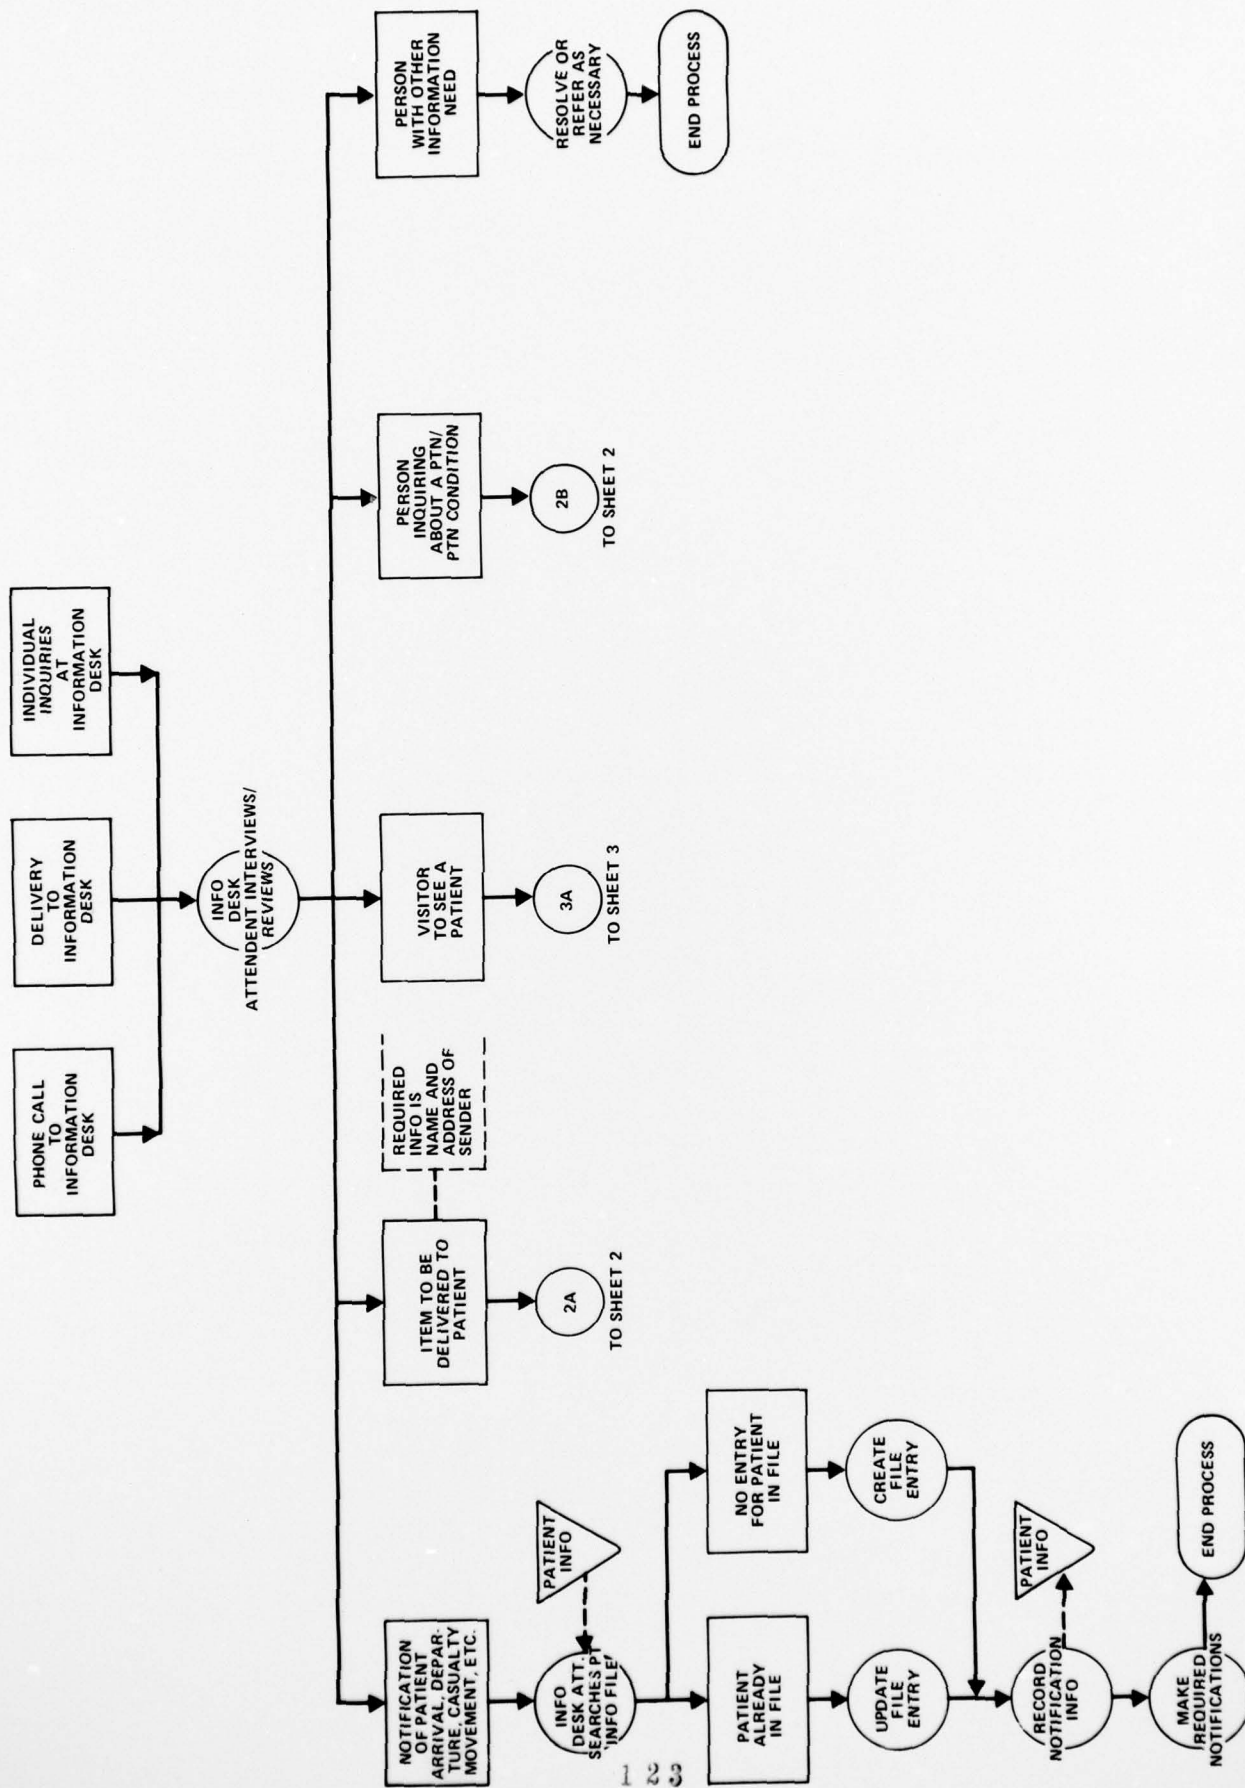 PHONE CALL
TO
INFORMATION
DESK
DELIVERY
TO
INFORMATION
DESK
INDIVIDUAL
INQUIRIES
AT
INFORMATION
DESK
INFO
DESK
ATTENDENT INTERVIEWS/
REVIEWS
NOTIFICATION
OF PATIENT
ARRIVAL, DEPAR-
TURE, CASUALTY
MOVEMENT, ETC.
ITEM TO BE
DELIVERED TO
PATIENT
REQUIRED
INFO IS
NAME AND
ADDRESS OF
SENDER
VISITOR
TO SEE A
PATIENT
PERSON
INQUIRING
ABOUT A PTN/
PTN CONDITION
PERSON
WITH OTHER
INFORMATION
NEED
INFO
DESK ATT.
SEARCHES PT
INFO FILE
PATIENT
INFO
2A
TO SHEET 2
3A
TO SHEET 3
2B
TO SHEET 2
RESOLVE OR
REFER AS
NECESSARY
END PROCESS
PATIENT
ALREADY
IN FILE
NO ENTRY
FOR PATIENT
IN FILE
UPDATE
FILE
ENTRY
CREATE
FILE
ENTRY
RECORD
NOTIFICATION
INFO
PATIENT
INFO
MAKE
REQUIRED
NOTIFICATIONS
END PROCESS
123